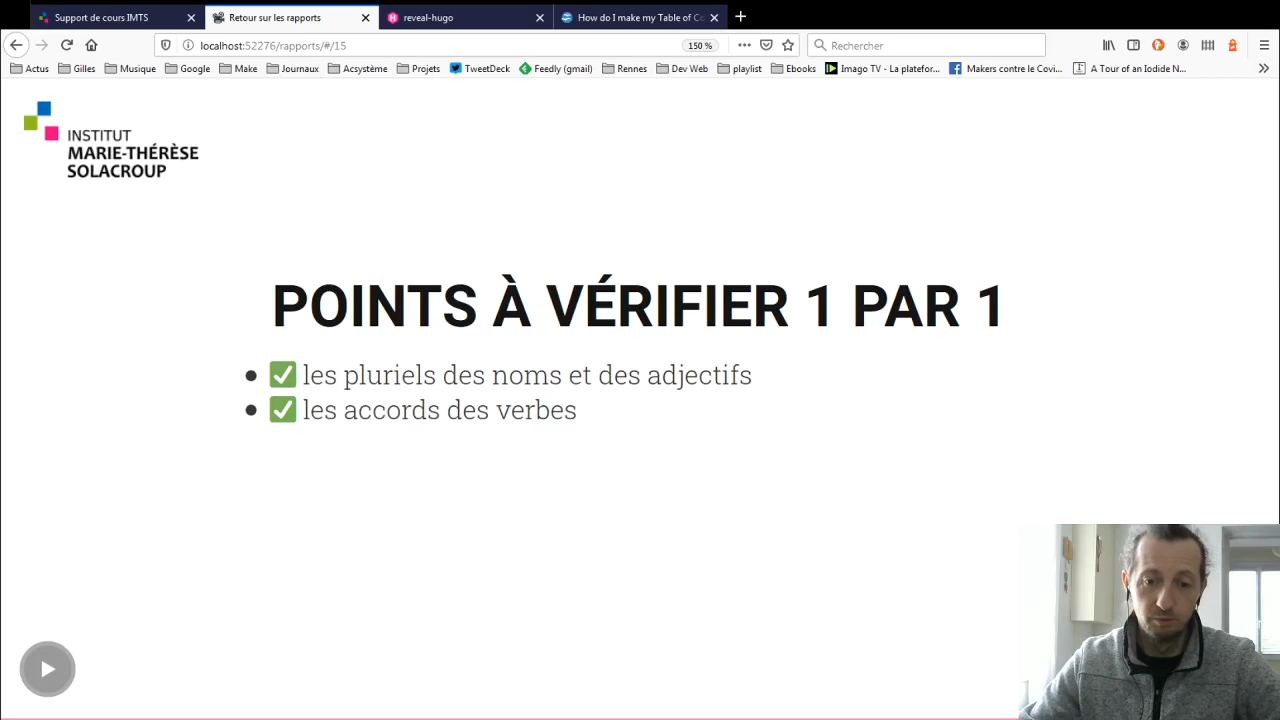 Support de cours IMTS
Retour sur les rapports
reveal-hugo
How do I make my Table of Co
localhost:52276/rapports/#/15
150 %
Rechercher
Actus
Gilles
Musique
Google
Make
Journaux
Acsystème
Projets
TweetDeck
Feedly (gmail)
Rennes
Dev Web
playlist
Ebooks
Imago TV - La platefor...
Makers contre le Covi...
A Tour of an Iodide N...
INSTITUT
MARIE-THÉRÈSE
SOLACROUP
POINTS À VÉRIFIER 1 PAR 1
• ✅ les pluriels des noms et des adjectifs
• ✅ les accords des verbes